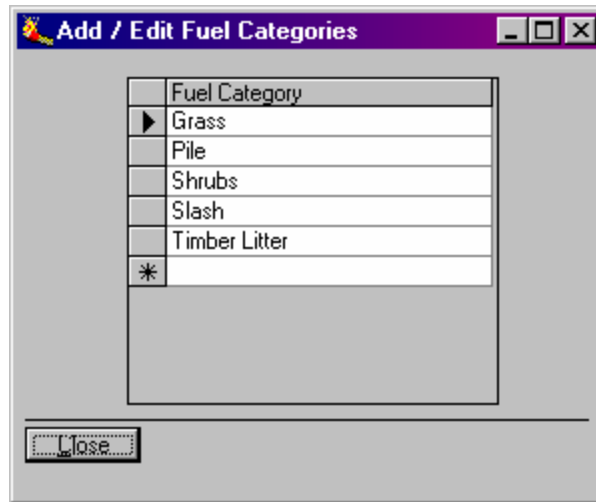 Add / Edit Fuel Categories
Fuel Category
Grass
Pile
Shrubs
Slash
Timber Litter
Close